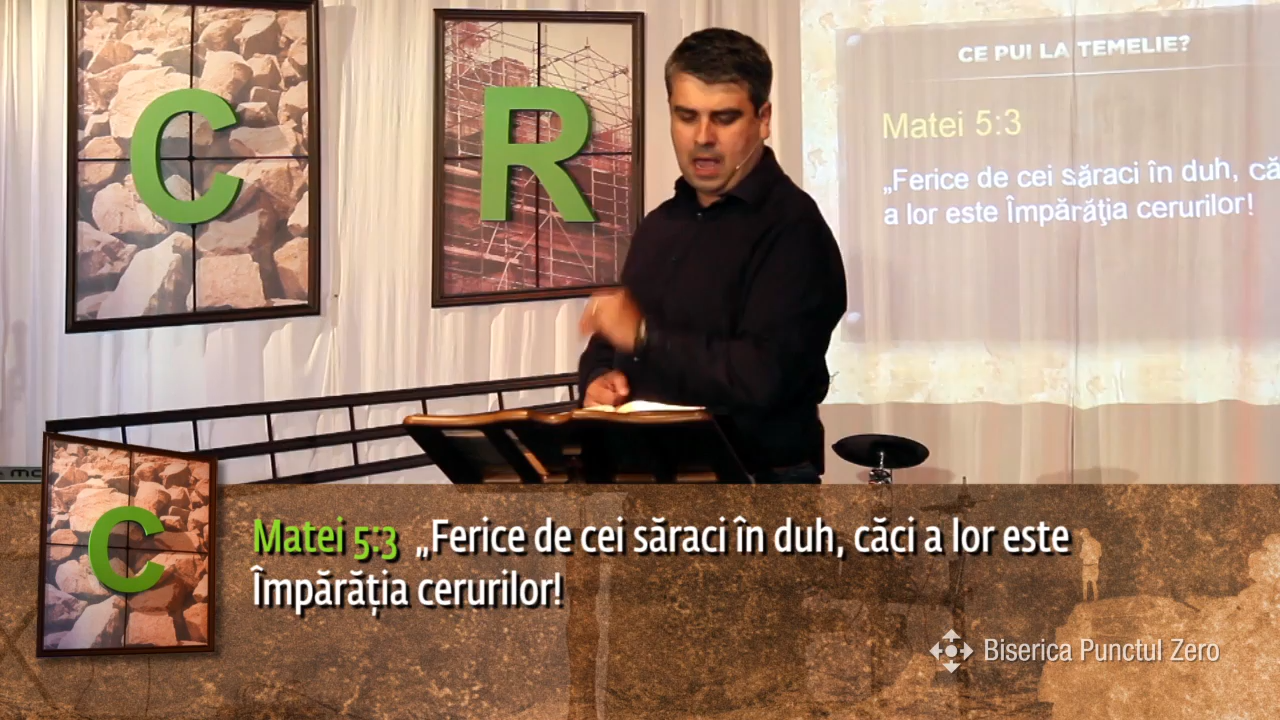 C
R
CE PUI LA TEMELIE?
Matei 5:3
„Ferice de cei săraci în duh, că
a lor este Împărăţia cerurilor!
C
Matei 5:3 „Ferice de cei săraci în duh, căci a lor este
Împărăția cerurilor!
Biserica Punctul Zero